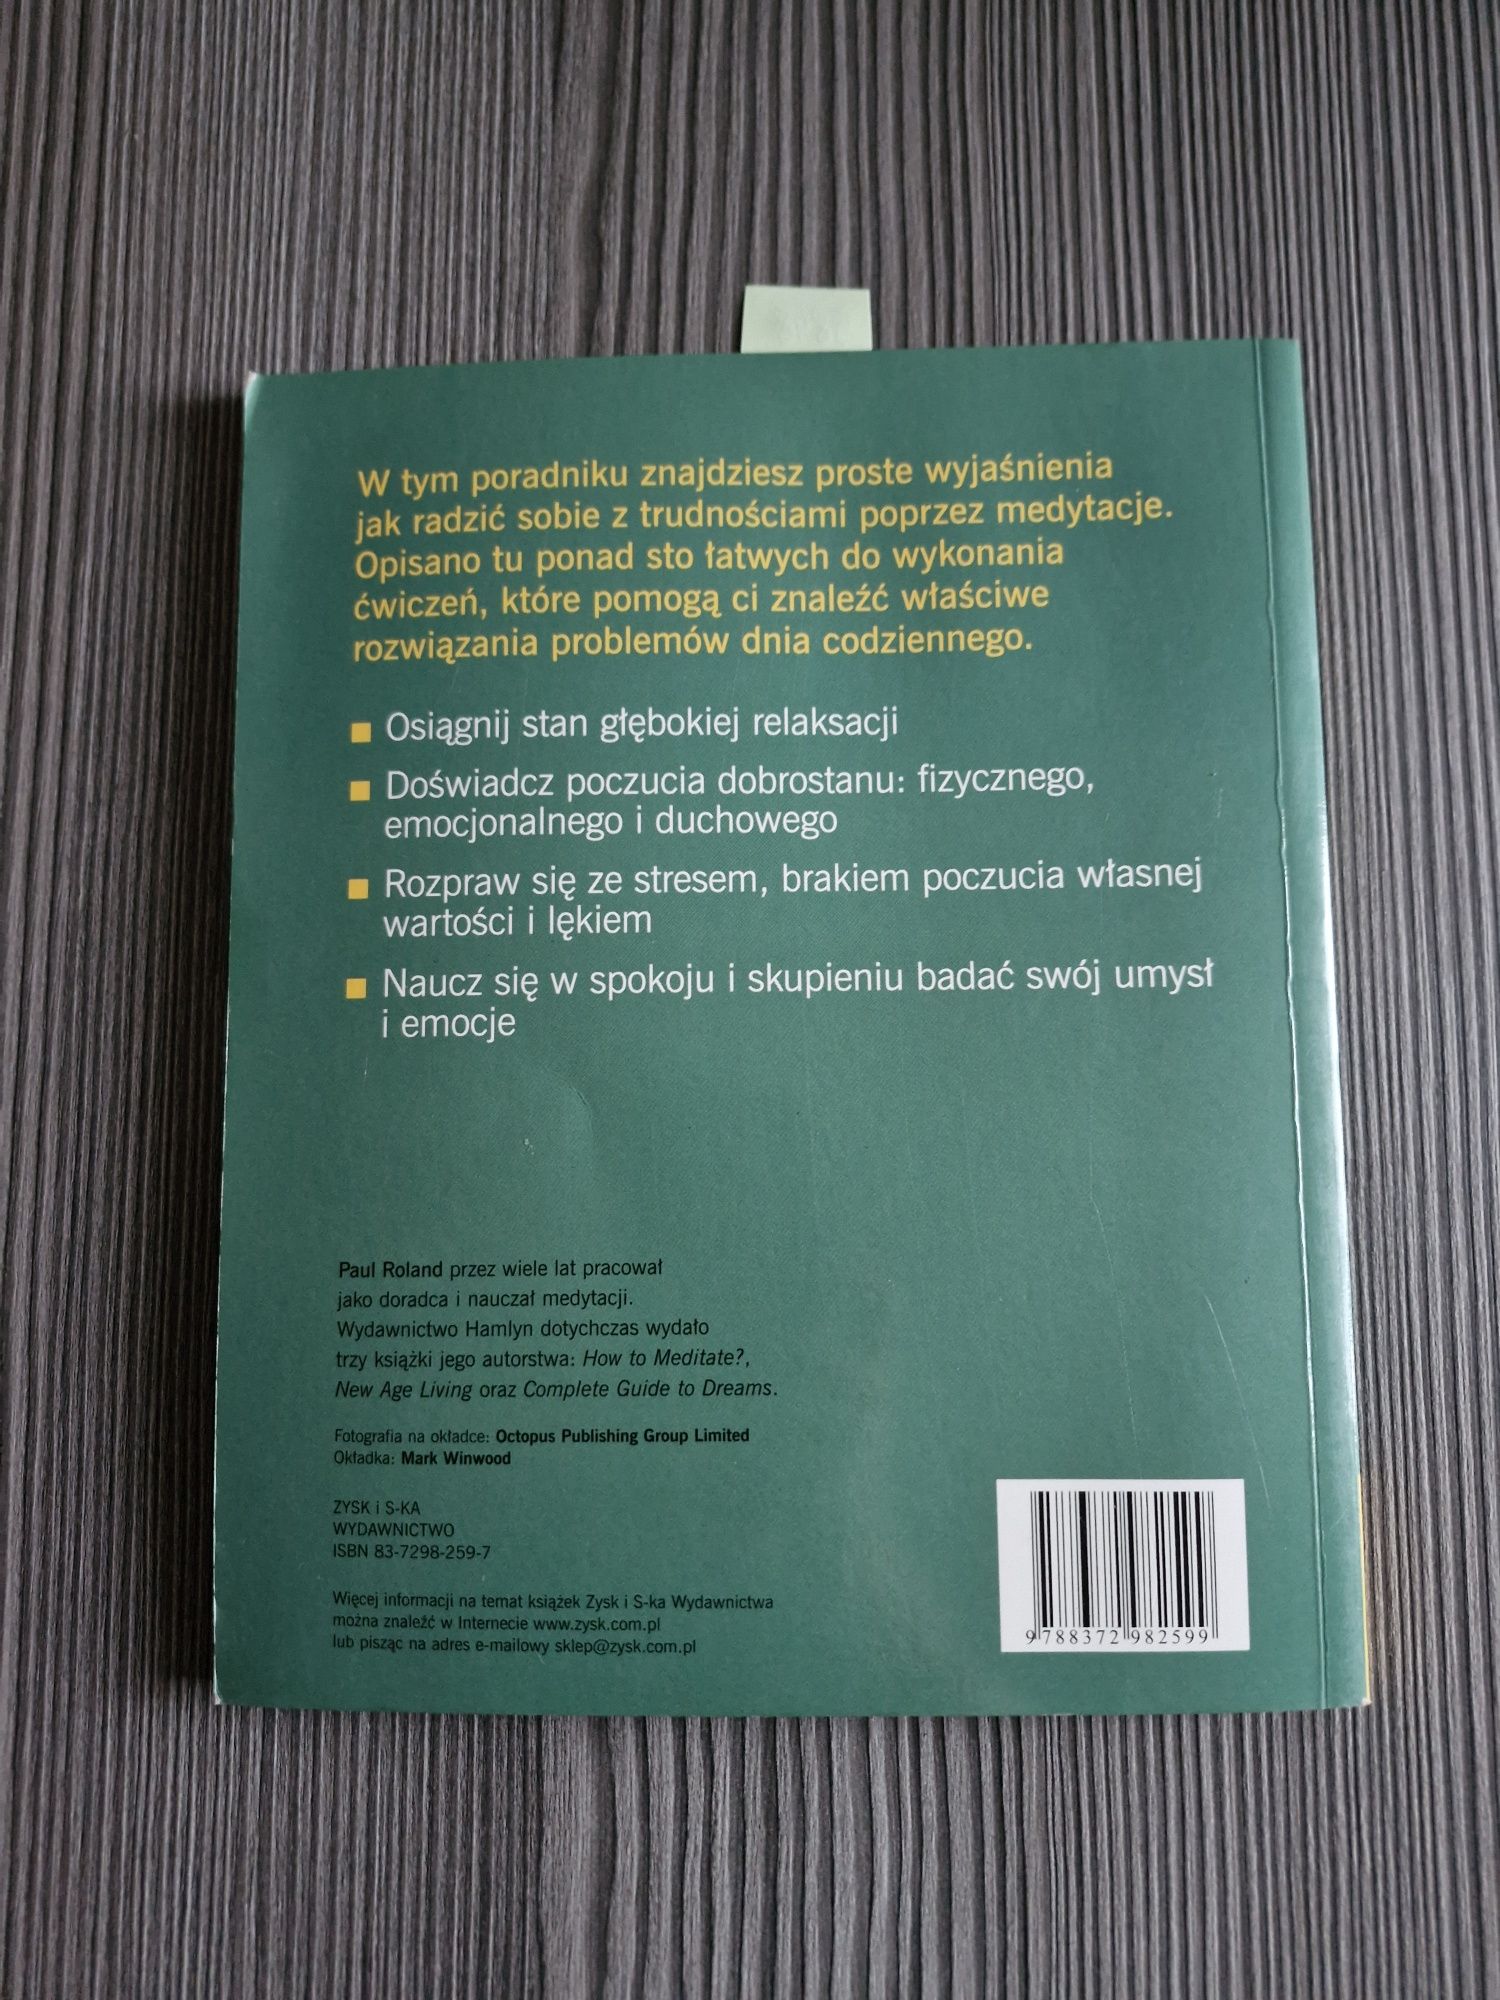 W tym poradniku znajdziesz proste wyjaśnienia
jak radzić sobie z trudnościami poprzez medytacje.
Opisano tu ponad sto łatwych do wykonania
ćwiczeń, które pomogą ci znaleźć właściwe
rozwiązania problemów dnia codziennego.
Osiągnij stan głębokiej relaksacji
Doświadcz poczucia dobrostanu: fizycznego,
emocjonalnego i duchowego
Rozpraw się ze stresem, brakiem poczucia własnej
wartości i lękiem
Naucz się w spokoju i skupieniu badać swój umysł
i emocje
Paul Roland przez wiele lat pracował
jako doradca i nauczał medytacji.
Wydawnictwo Hamlyn dotychczas wydało
trzy książki jego autorstwa: How to Meditate?,
New Age Living oraz Complete Guide to Dreams.
Fotografia na okładce: Octopus Publishing Group Limited
Okładka: Mark Winwood
ZYSK i S-KA
WYDAWNICTWO
ISBN 83-7298-259-7
Więcej informacji na temat książek Zysk i S-ka Wydawnictwa
można znaleźć w Internecie www.zysk.com.pl
lub pisząc na adres e-mailowy sklep@zysk.com.pl
9 788372 982599